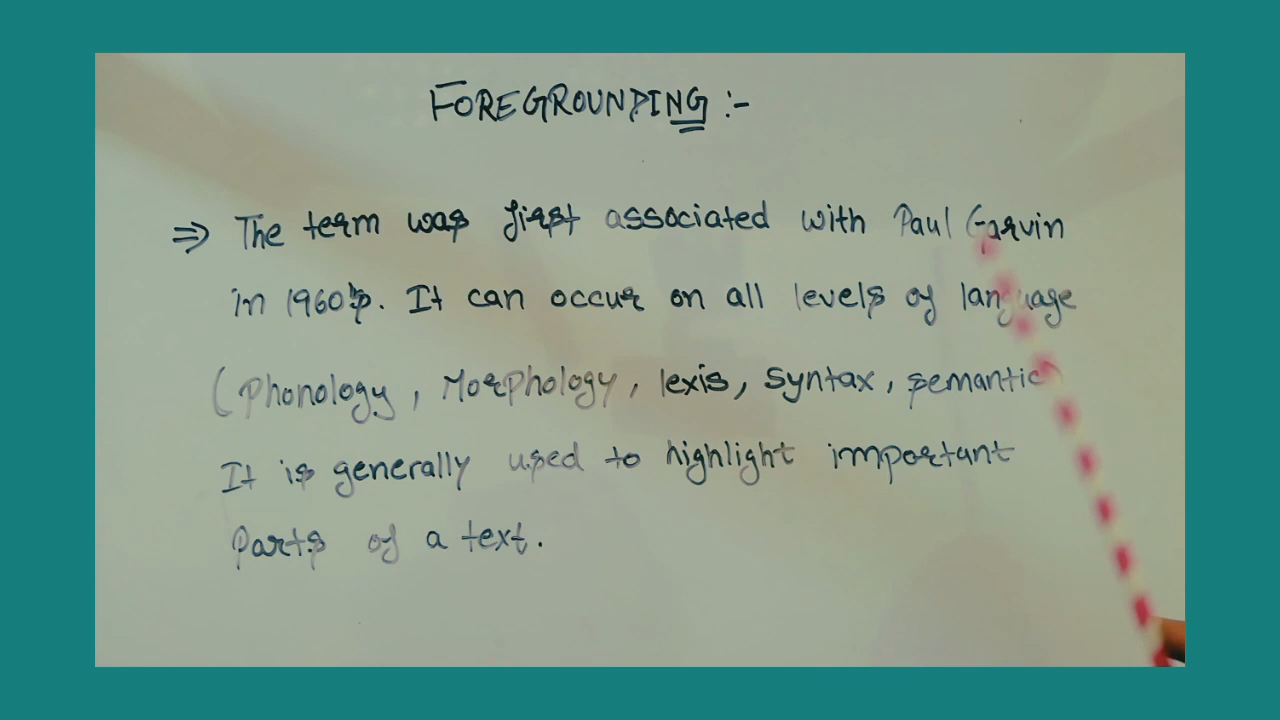 FOREGROUNDING :-
⇒ The term was first associated with Paul Garvin
in 1960's. It can occur on all levels of language
(Phonology, Morphology, lexis, syntax, semantic
It is generally used to highlight important
Parts of a text.